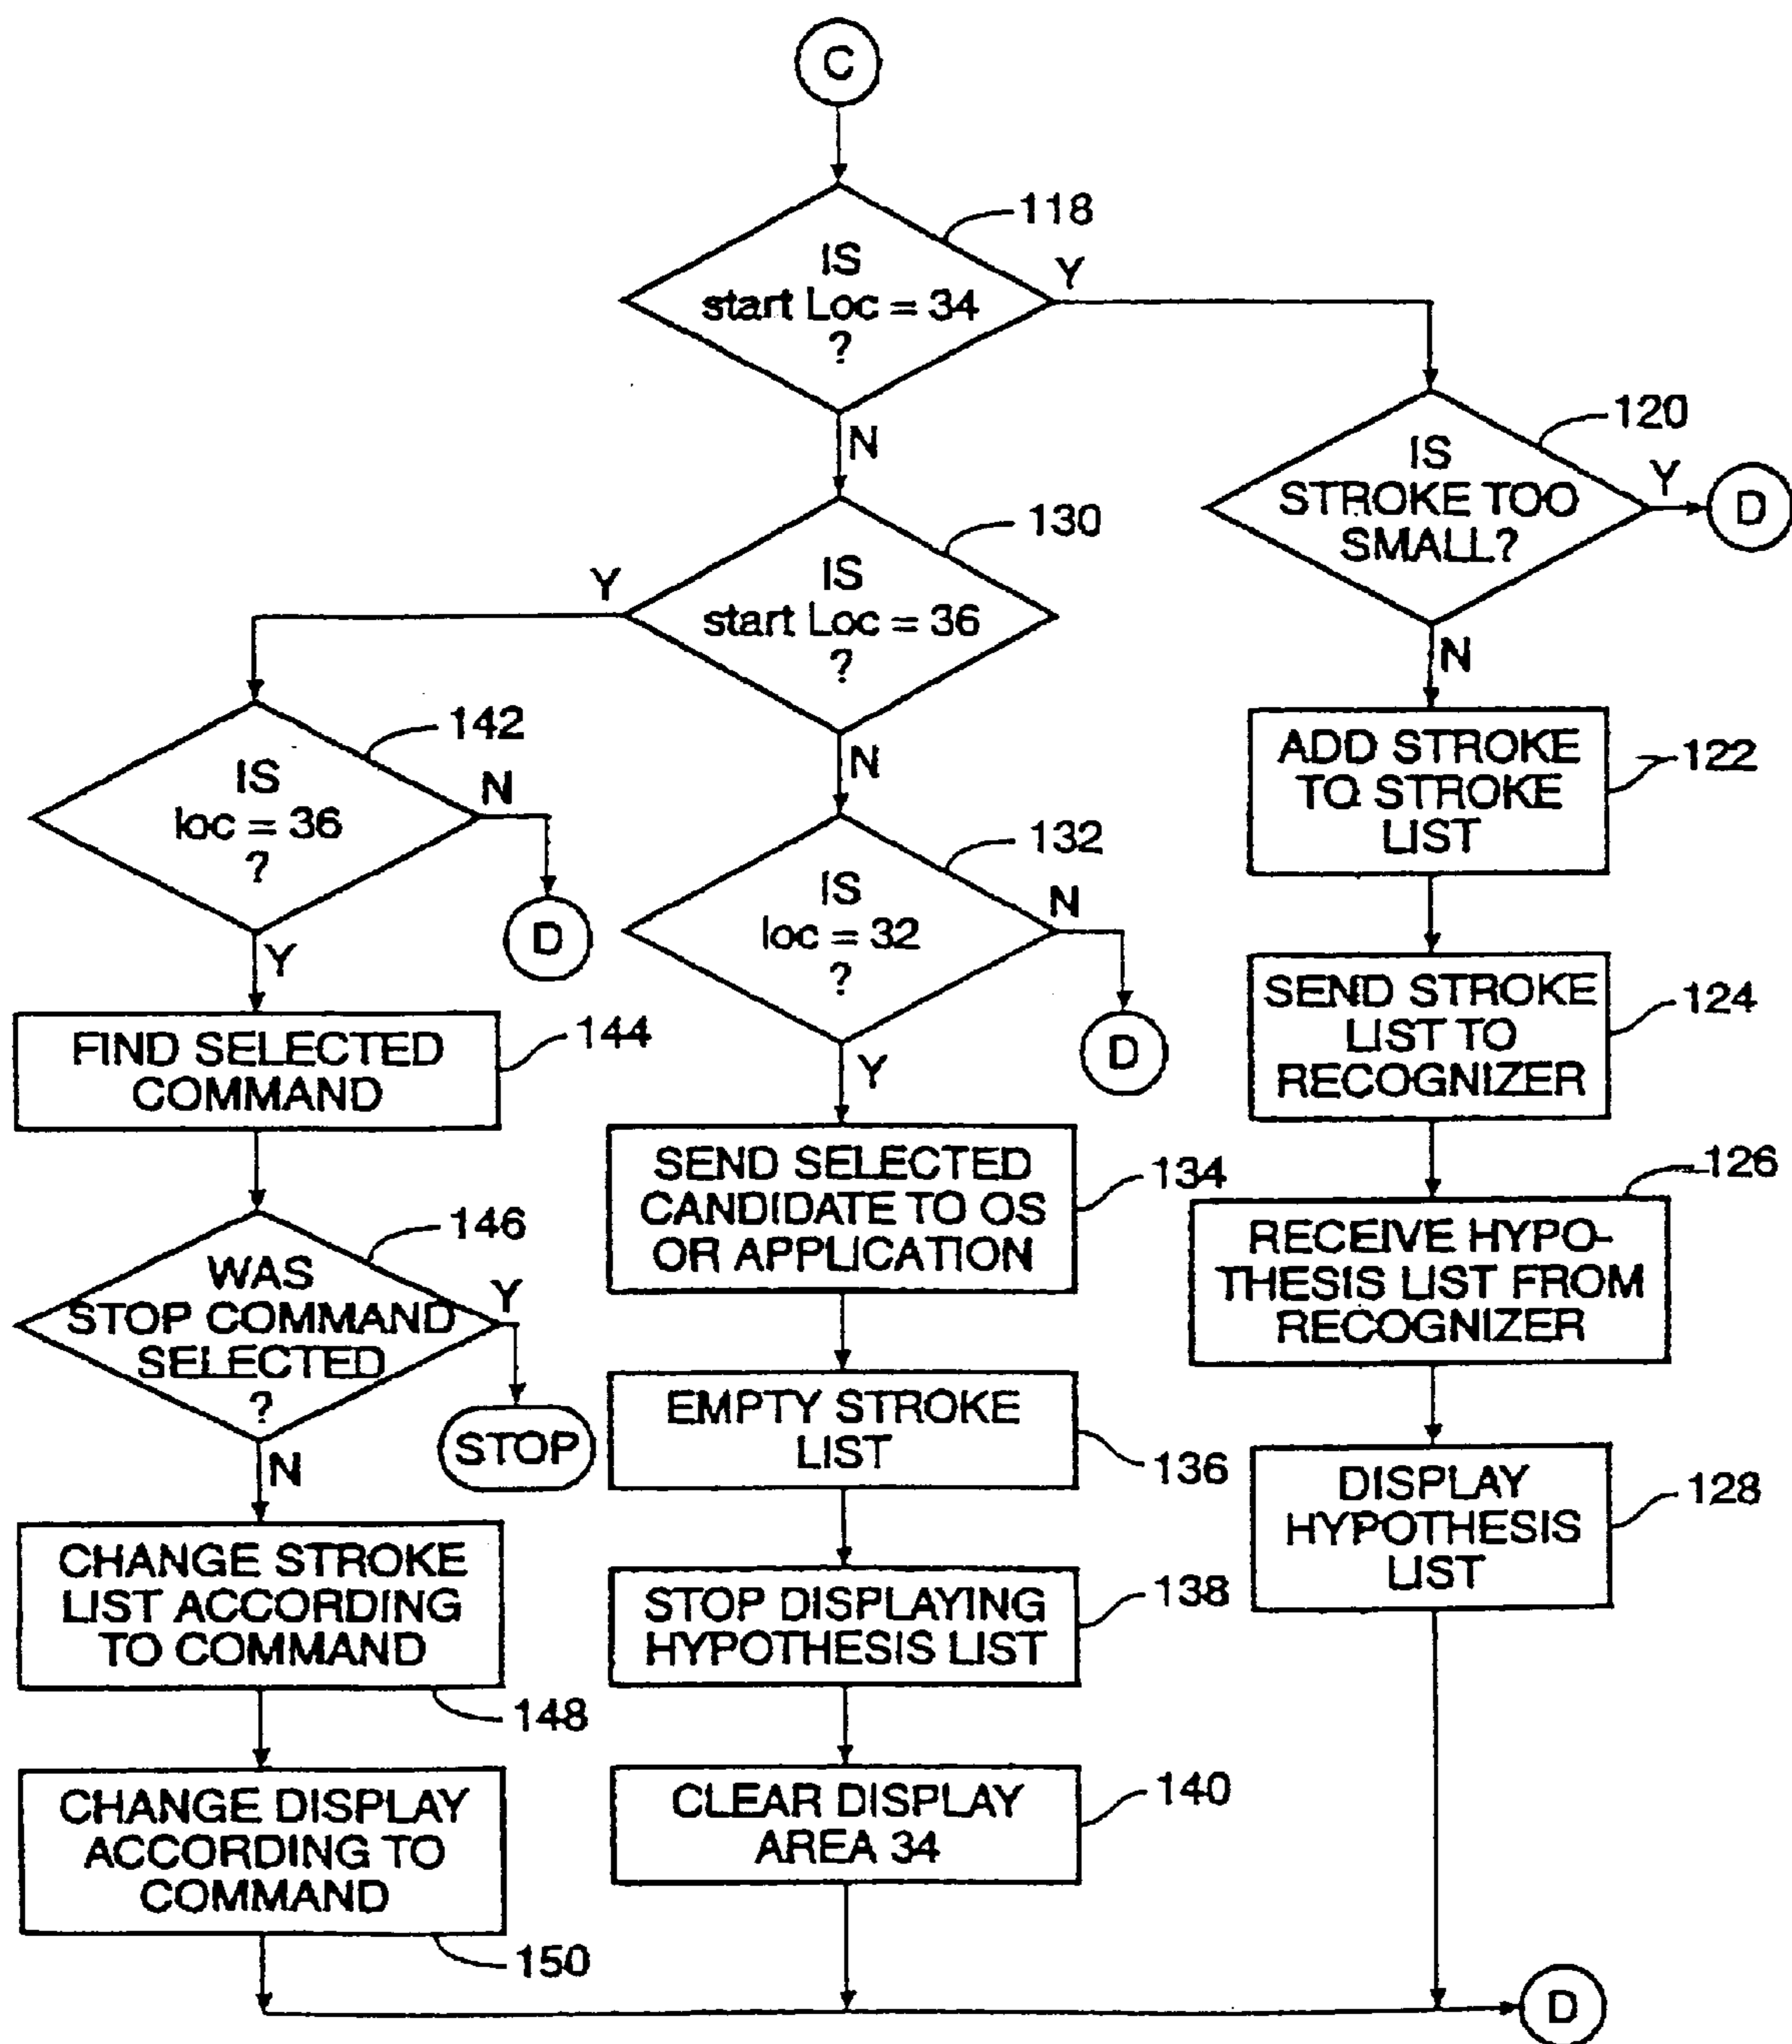 C
118
IS
start Loc = 34
?
Y
N
120
IS
STROKE TOO
SMALL?
Y
D
N
130
IS
start Loc = 36
?
Y
N
122
ADD STROKE
TO STROKE
LIST
142
IS
loc = 36
?
N
D
Y
132
IS
loc = 32
?
N
D
Y
124
SEND STROKE
LIST TO
RECOGNIZER
144
FIND SELECTED
COMMAND
134
SEND SELECTED
CANDIDATE TO OS
OR APPLICATION
126
RECEIVE HYPO-
THESIS LIST FROM
RECOGNIZER
146
WAS
STOP COMMAND
SELECTED
?
Y
STOP
N
EMPTY STROKE
LIST
136
DISPLAY
HYPOTHESIS
LIST
128
CHANGE STROKE
LIST ACCORDING
TO COMMAND
148
STOP DISPLAYING
HYPOTHESIS LIST
138
CHANGE DISPLAY
ACCORDING TO
COMMAND
150
CLEAR DISPLAY
AREA 34
140
D